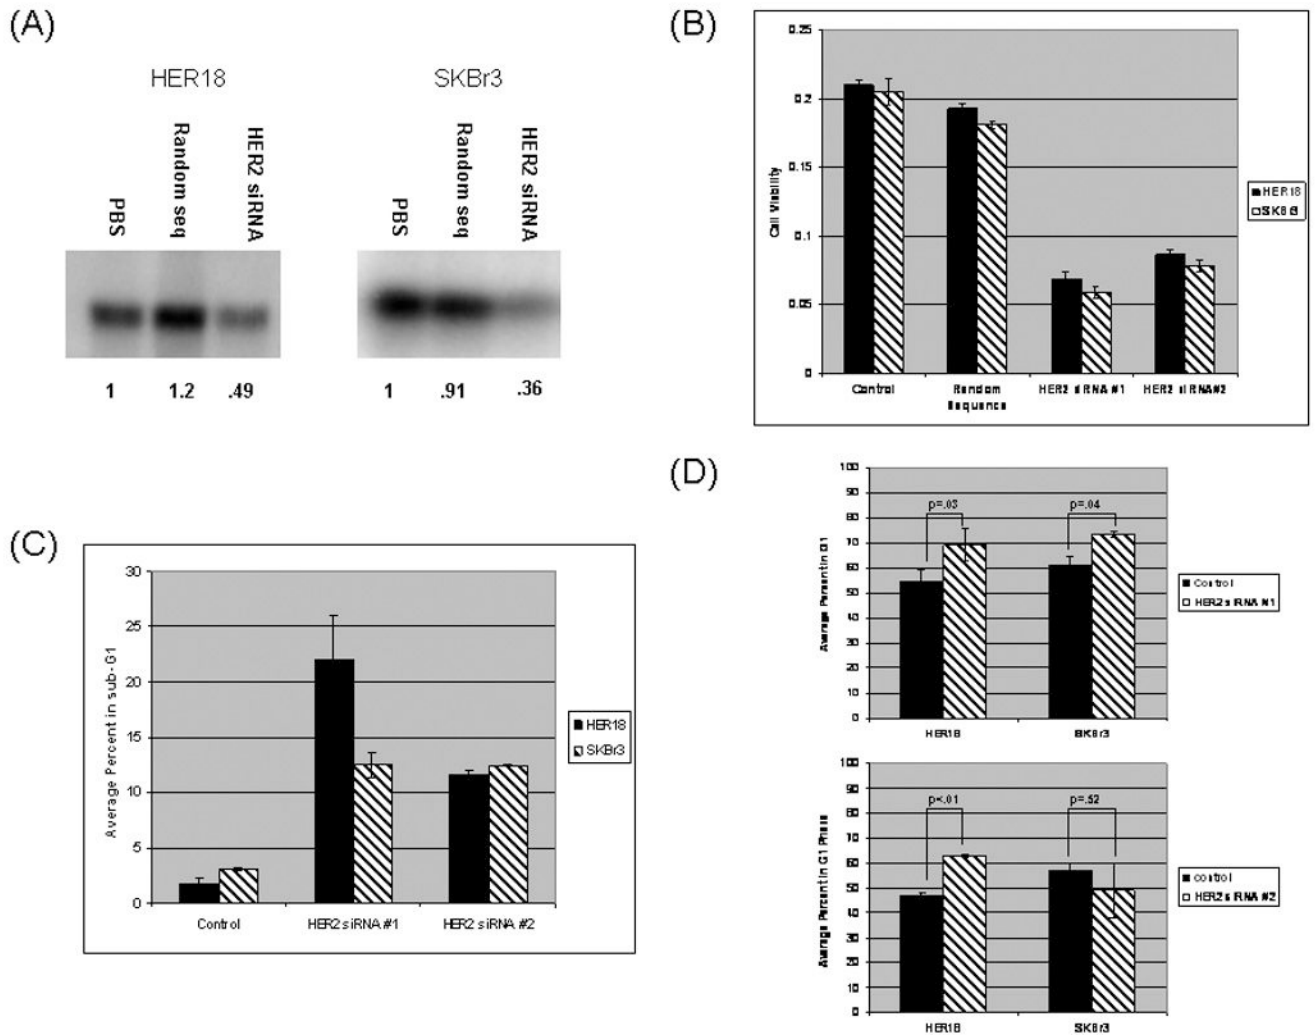 (A)
HER18
SKBr3
PBS
Random seq
HER2 siRNA
PBS
Random seq
HER2 siRNA
1
1.2
.49
1
.91
.36
(B)
0.25
0.2
0.15
0.1
0.05
0
Cell Viability
Control
Random
Sequence
HER2 siRNA #1
HER2 siRNA#2
HER18
SKBr3
(C)
30
25
20
15
10
5
0
Average Percent in sub-G1
Control
HER2 siRNA #1
HER2 siRNA #2
HER18
SKBr3
(D)
100
90
80
70
60
50
40
30
20
10
0
Average Percent in G1
p=.03
p=.04
HER18
SKBr3
Control
HER2 siRNA #1
100
90
80
70
60
50
40
30
20
10
0
Average Percent in G1 Phase
p<.01
p=.52
HER18
SKBr3
control
HER2 siRNA #2